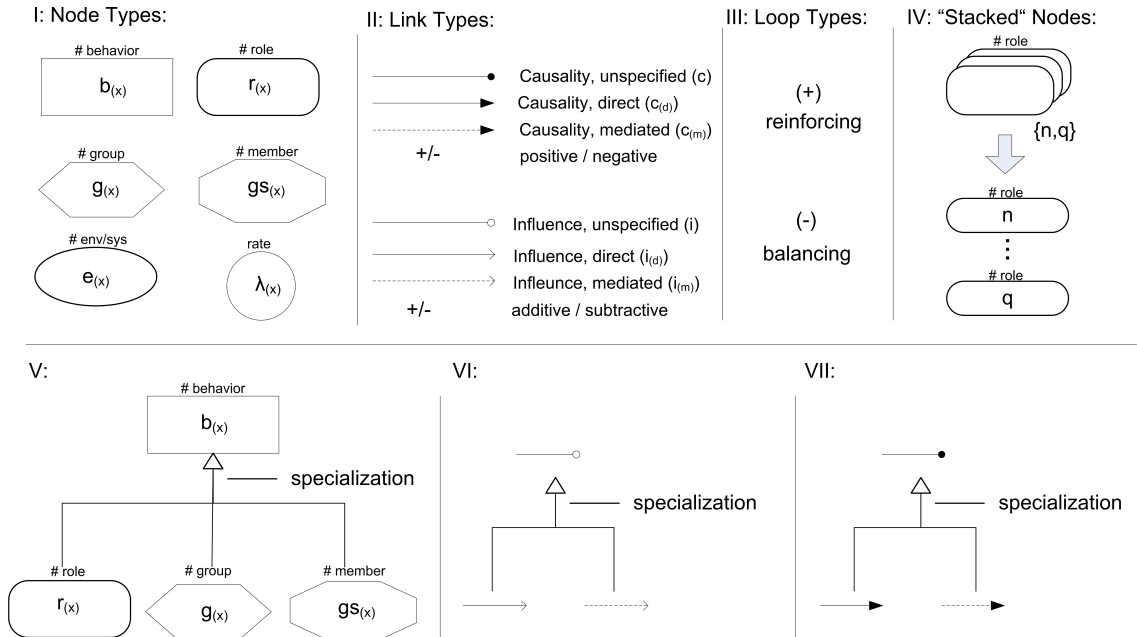 I: Node Types:
# behavior
b(x)
# role
r(x)
# group
g(x)
# member
gs(x)
# env/sys
e(x)
rate
λ(x)
II: Link Types:
Causality, unspecified (c)
Causality, direct (c(d))
Causality, mediated (c(m))
+/-
positive / negative
Influence, unspecified (i)
Influence, direct (i(d))
Infleunce, mediated (i(m))
+/-
additive / subtractive
III: Loop Types:
(+)
reinforcing
(-)
balancing
IV: “Stacked“ Nodes:
# role
{n,q}
# role
n
⋮
# role
q
V:
# behavior
b(x)
specialization
# role
r(x)
# group
g(x)
# member
gs(x)
VI:
specialization
VII:
specialization